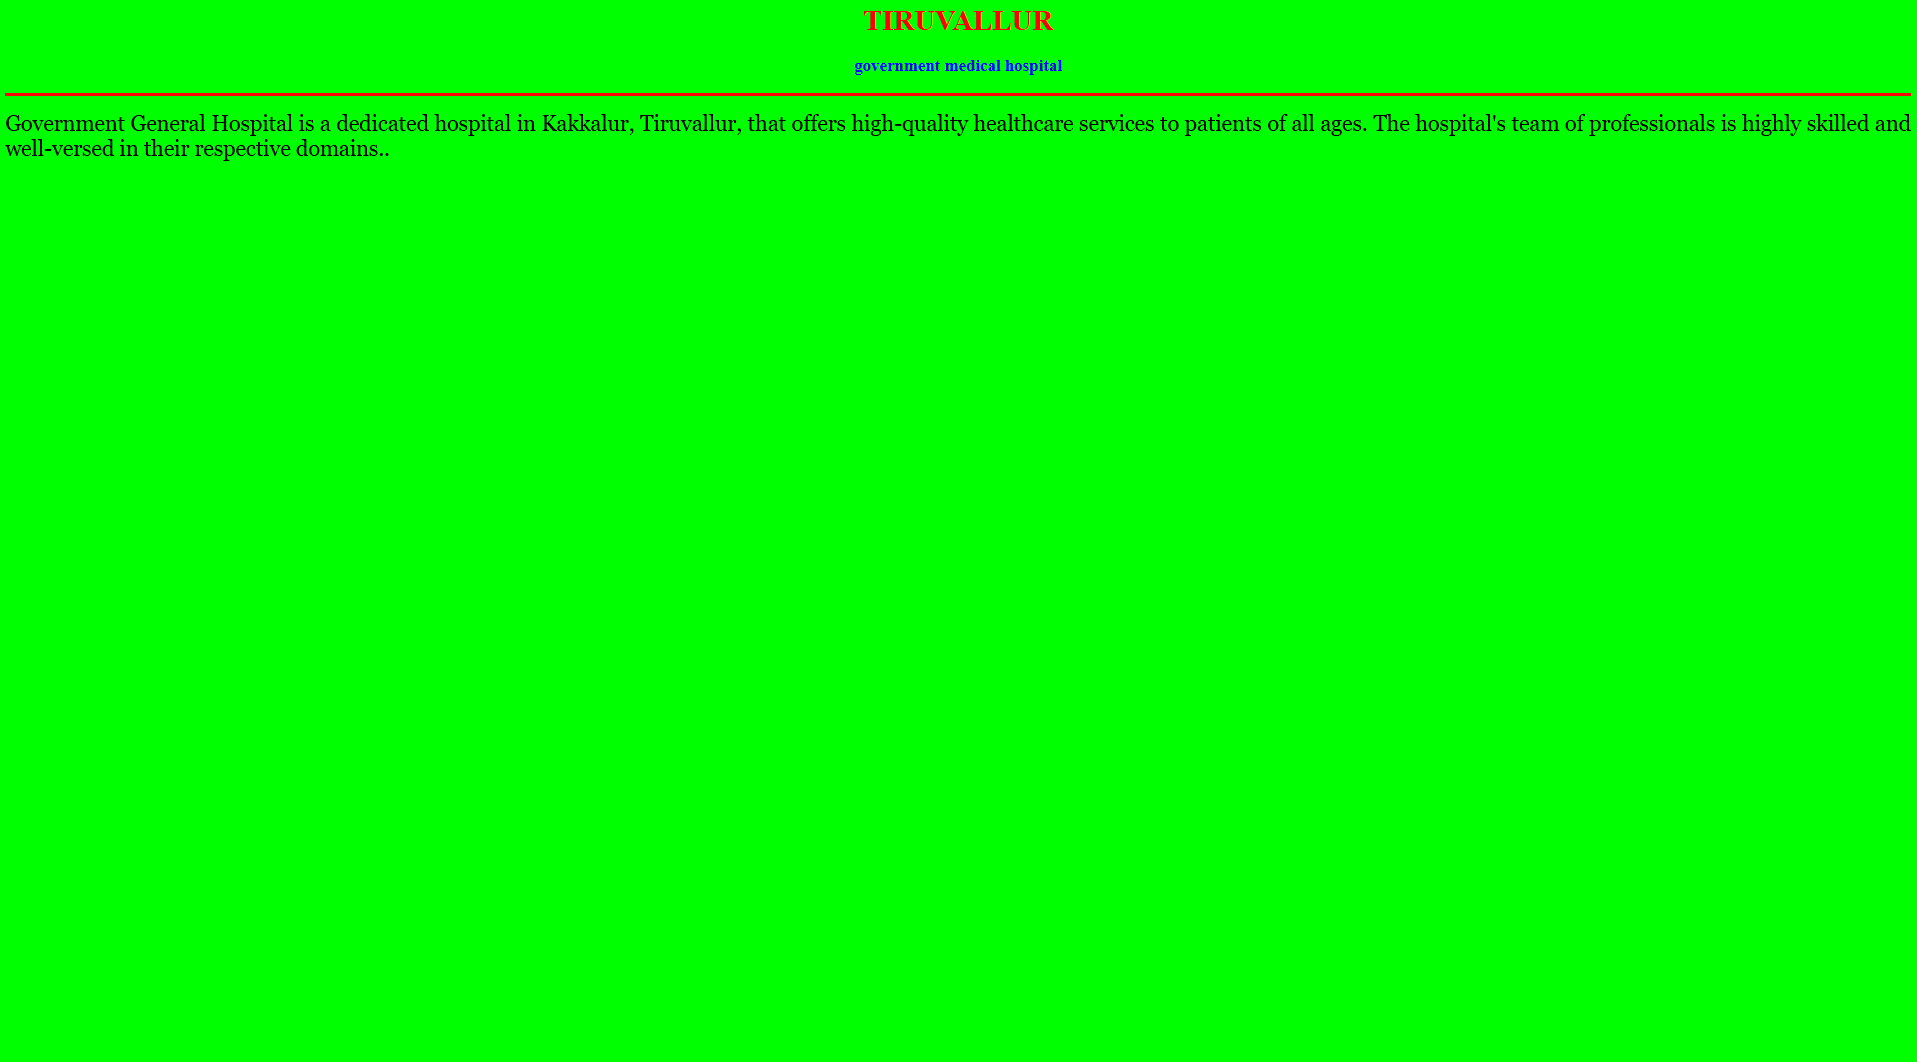 TIRUVALLUR
government medical hospital
Government General Hospital is a dedicated hospital in Kakkalur, Tiruvallur, that offers high-quality healthcare services to patients of all ages. The hospital's team of professionals is highly skilled and
well-versed in their respective domains..